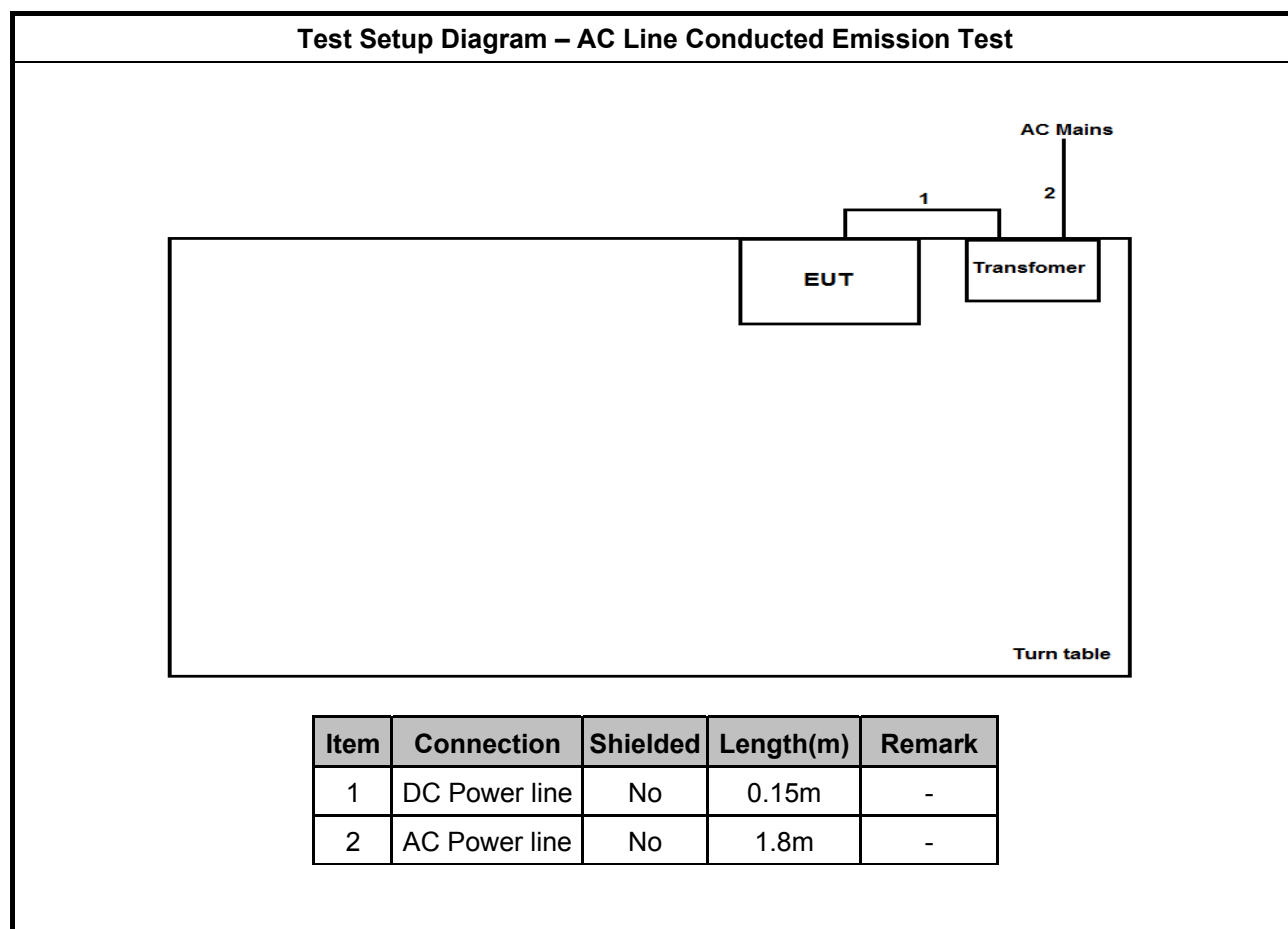 Test Setup Diagram – AC Line Conducted Emission Test
AC Mains
1
2
EUT
Transfomer
Turn table
Item Connection Shielded Length(m) Remark
1 DC Power line No 0.15m -
2 AC Power line No 1.8m -